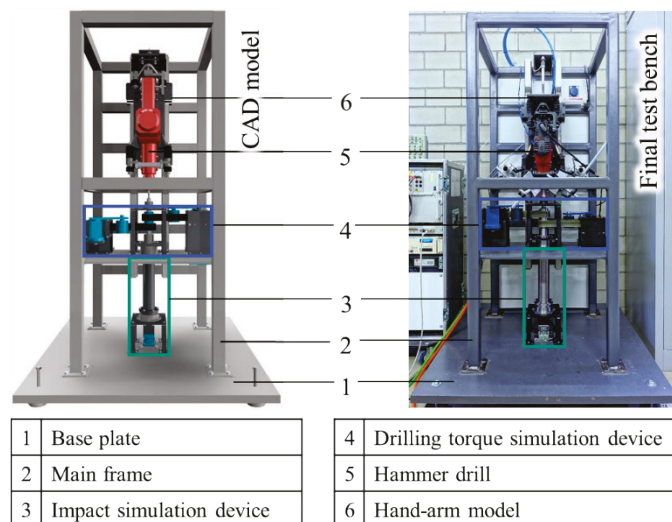 CAD model
Final test bench
6
5
4
3
2
1
1 Base plate
2 Main frame
3 Impact simulation device
4 Drilling torque simulation device
5 Hammer drill
6 Hand-arm model